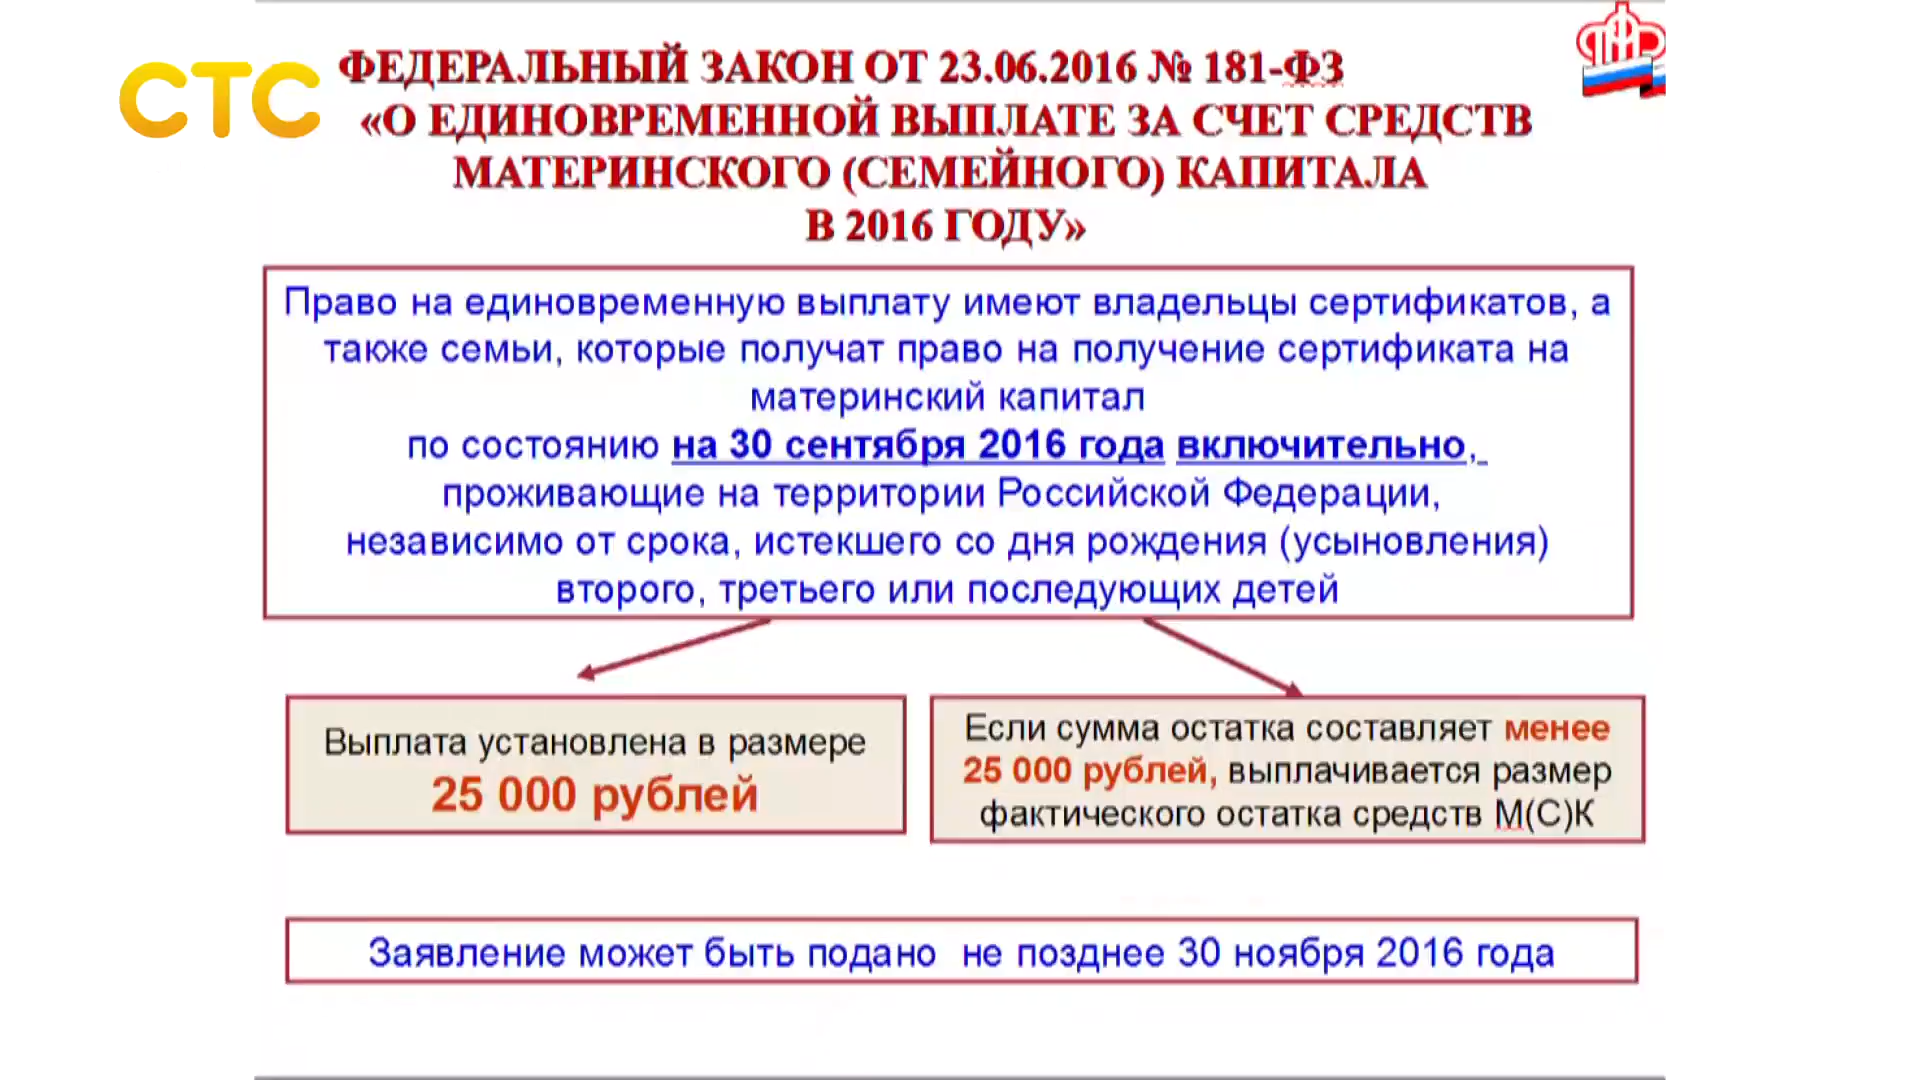 СТС
ПФР
ФЕДЕРАЛЬНЫЙ ЗАКОН ОТ 23.06.2016 № 181-ФЗ
«О ЕДИНОВРЕМЕННОЙ ВЫПЛАТЕ ЗА СЧЕТ СРЕДСТВ
МАТЕРИНСКОГО (СЕМЕЙНОГО) КАПИТАЛА
В 2016 ГОДУ»
Право на единовременную выплату имеют владельцы сертификатов, а
также семьи, которые получат право на получение сертификата на
материнский капитал
по состоянию на 30 сентября 2016 года включительно,
проживающие на территории Российской Федерации,
независимо от срока, истекшего со дня рождения (усыновления)
второго, третьего или последующих детей
Выплата установлена в размере
25 000 рублей
Если сумма остатка составляет менее
25 000 рублей, выплачивается размер
фактического остатка средств М(С)К
Заявление может быть подано не позднее 30 ноября 2016 года